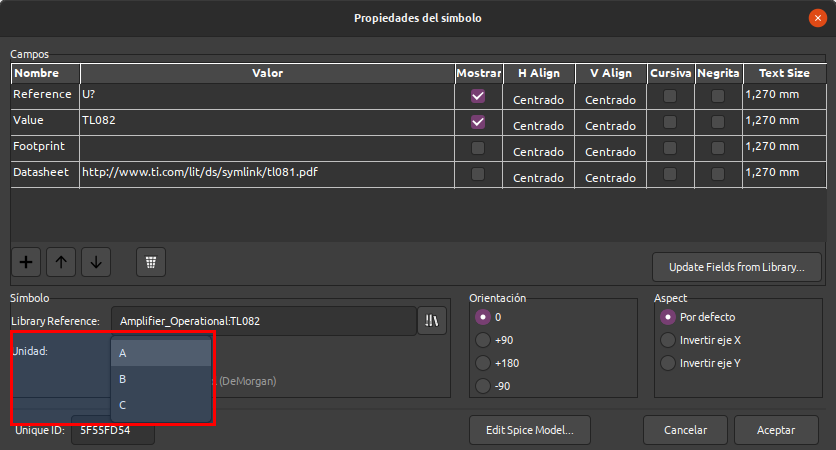 Propiedades del símbolo
Campos
Nombre Valor Mostrar H Align V Align Cursiva Negrita Text Size
Reference U? Centrado Centrado 1,270 mm
Value TL082 Centrado Centrado 1,270 mm
Footprint Centrado Centrado 1,270 mm
Datasheet http://www.ti.com/lit/ds/symlink/tl081.pdf Centrado Centrado 1,270 mm
Update Fields from Library...
Símbolo
Library Reference: Amplifier_Operational:TL082
Unidad:
A
B
C
(DeMorgan)
Unique ID: 5F55FD54
Orientación
0
+90
+180
-90
Aspect
Por defecto
Invertir eje X
Invertir eje Y
Edit Spice Model...
Cancelar
Aceptar